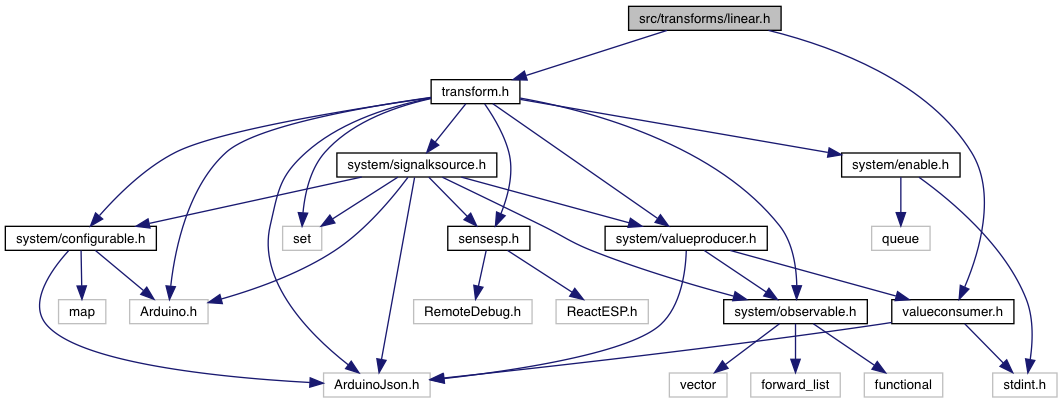 src/transforms/linear.h
transform.h
system/signalksource.h
system/enable.h
system/configurable.h
set
sensesp.h
system/valueproducer.h
queue
map
Arduino.h
RemoteDebug.h
ReactESP.h
system/observable.h
valueconsumer.h
ArduinoJson.h
vector
forward_list
functional
stdint.h